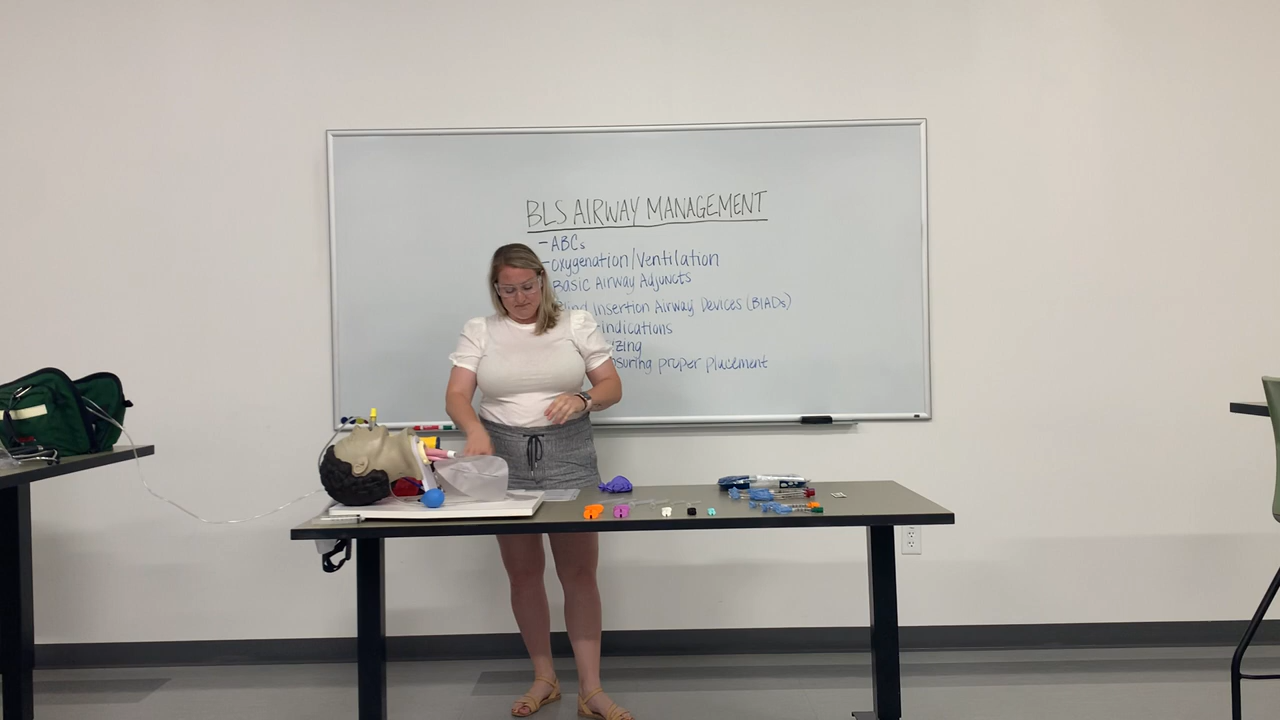 BLS AIRWAY MANAGEMENT
- ABCs
- Oxygenation/Ventilation
Basic Airway Adjuncts
Insertion Airway Devices (BIADs)
- indications
proper placement